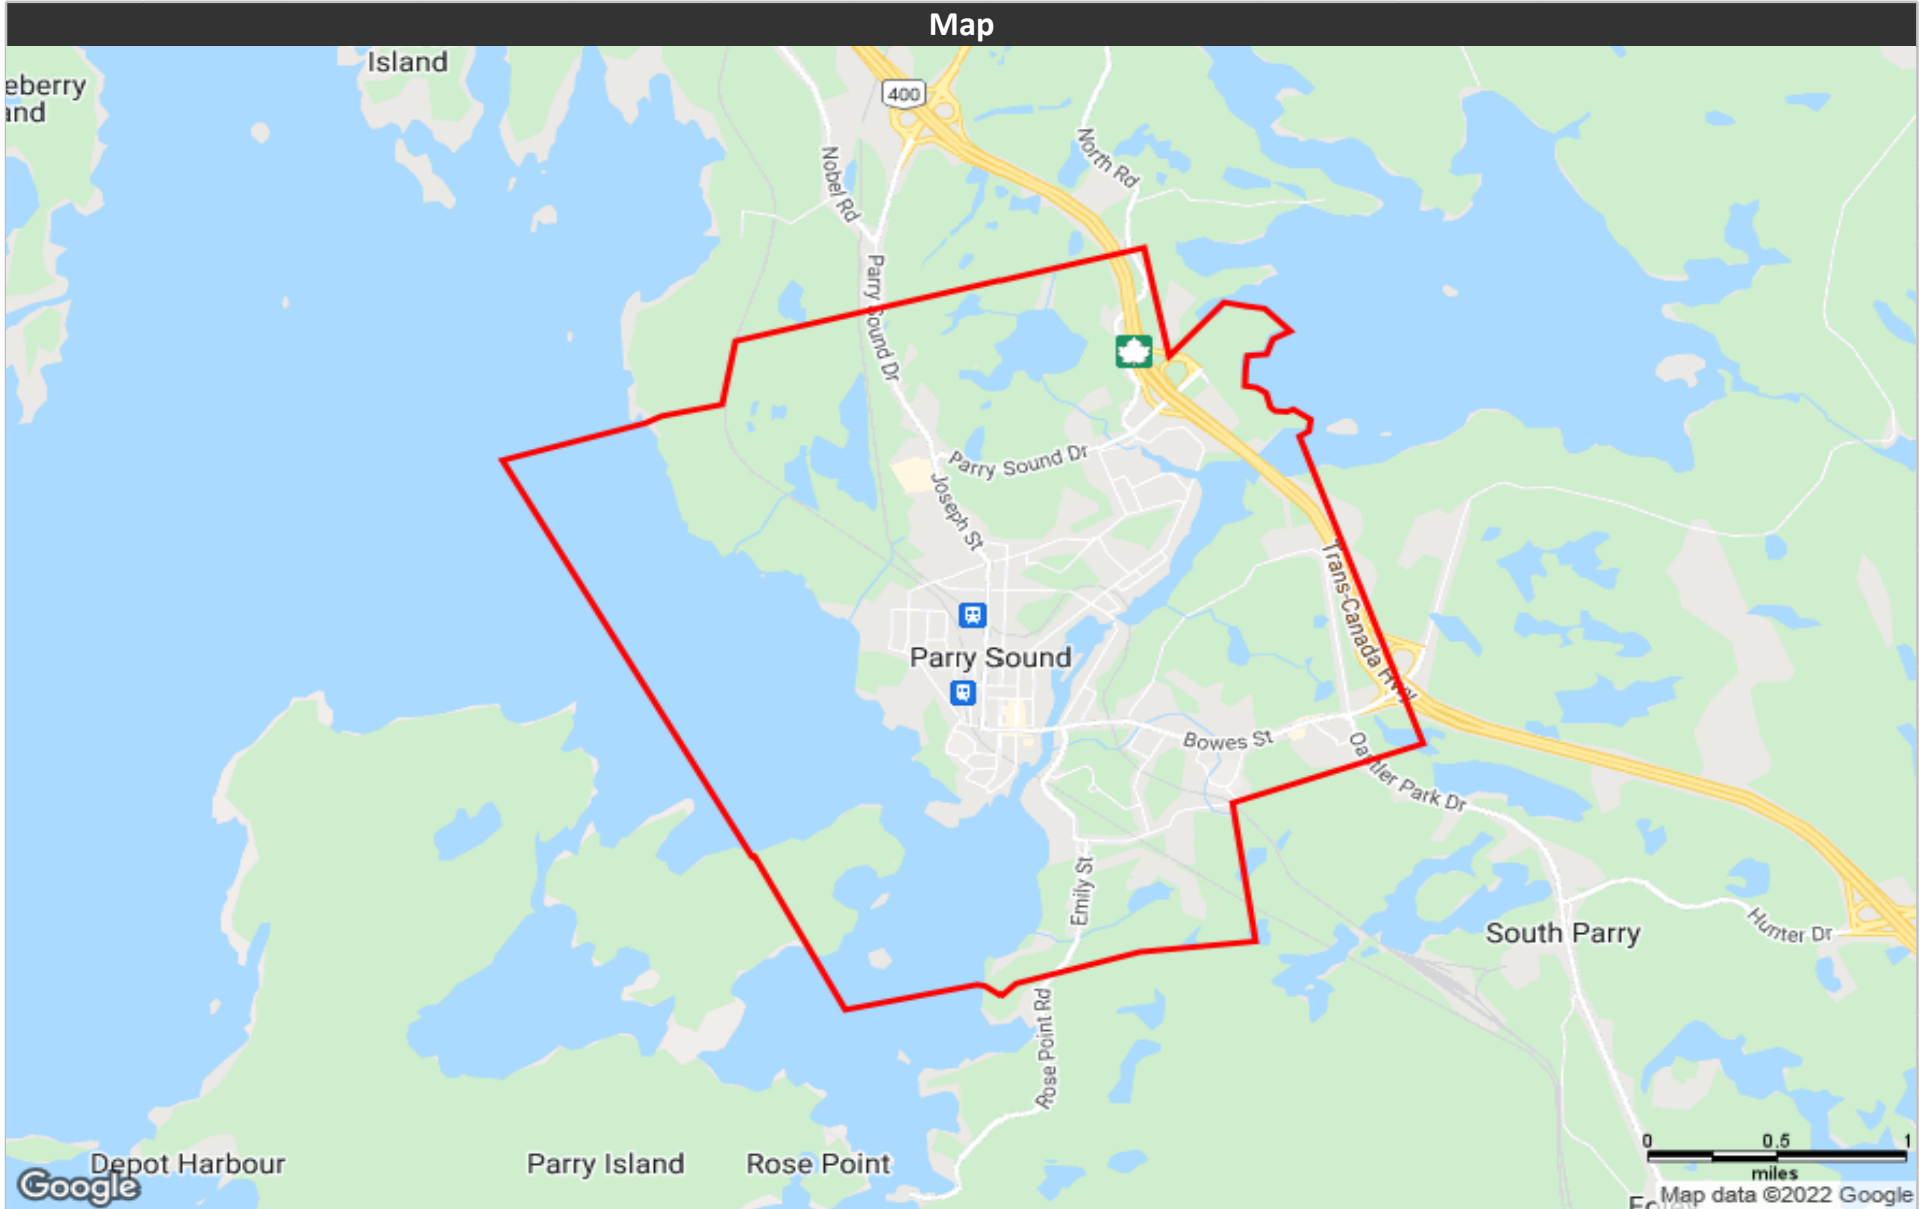 Map
Island
eberry
and
400
North Rd
Nobel Rd
Parry Sound Dr
Parry Sound Dr
Joseph St
Trans-Canada Hwy
Parry Sound
Bowes St
Oastler Park Dr
Emily St
South Parry
Hunter Dr
Rose Point Rd
Depot Harbour
Parry Island
Rose Point
0 0.5 1
miles
Google
Map data ©2022 Google